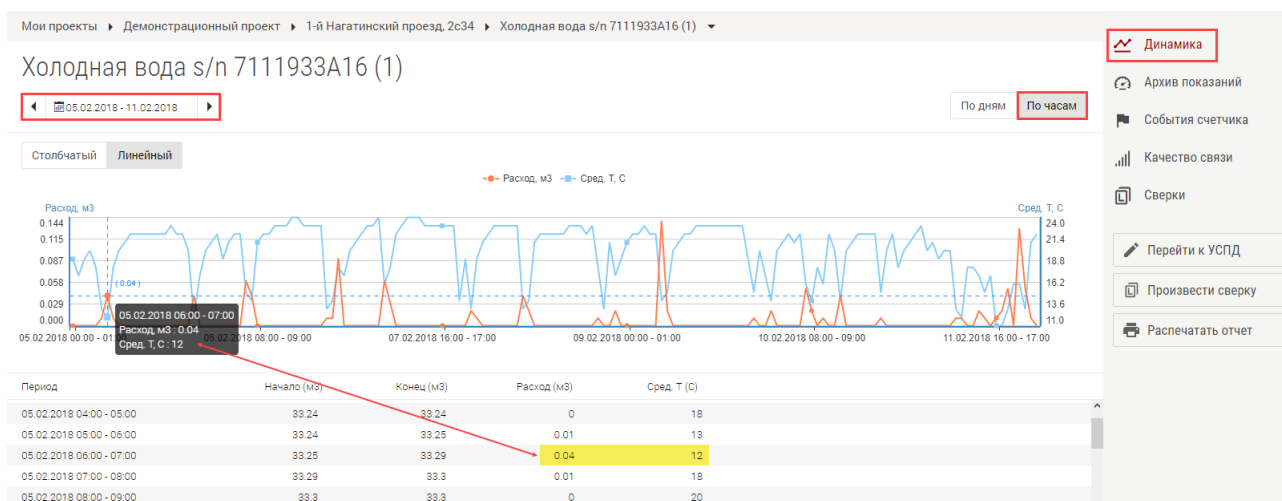 Мои проекты Демонстрационный проект 1-й Нагатинский проезд, 2с34 Холодная вода s/n 7111933A16 (1)
Холодная вода s/n 7111933A16 (1)
05.02.2018 - 11.02.2018
По дням По часам
Столбчатый Линейный
Расход, м3 Сред. Т, С
Расход, м3 Сред. Т, С
0.144 24.0
0.115 21.4
0.087 18.8
0.058 16.2
0.029 13.6
0.000 11.0
(0.04)
05.02.2018 06:00 - 07:00
Расход, м3 : 0.04
Сред. Т, С : 12
05.02.2018 00:00 - 01:00 06.02.2018 08:00 - 09:00 07.02.2018 16:00 - 17:00 09.02.2018 00:00 - 01:00 10.02.2018 08:00 - 09:00 11.02.2018 16:00 - 17:00
Период Начало (м3) Конец (м3) Расход (м3) Сред. Т (С)
05.02.2018 04:00 - 05:00 33.24 33.24 0 18
05.02.2018 05:00 - 06:00 33.24 33.25 0.01 13
05.02.2018 06:00 - 07:00 33.25 33.29 0.04 12
05.02.2018 07:00 - 08:00 33.29 33.3 0.01 18
05.02.2018 08:00 - 09:00 33.3 33.3 0 20
Динамика
Архив показаний
События счетчика
Качество связи
Сверки
Перейти к УСПД
Произвести сверку
Распечатать отчет